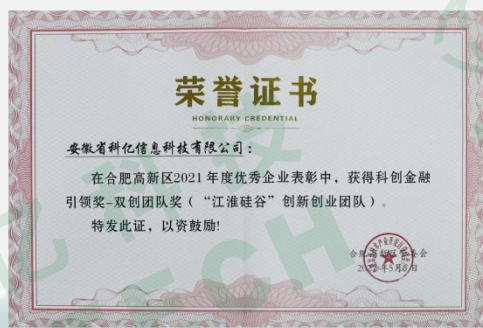 荣誉证书
HONORARY CREDENTIAL
安徽省科亿信息科技有限公司：
在合肥高新区2021年度优秀企业表彰中，获得科创金融
引领奖-双创团队奖（“江淮硅谷”创新创业团队）。
特发此证，以资鼓励!